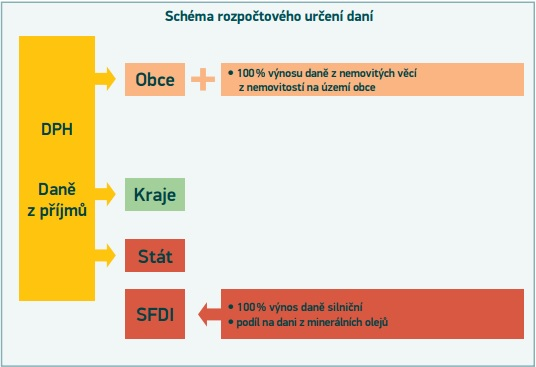 Schéma rozpočtového určení daní
DPH
Daně
z příjmů
Obce
• 100 % výnosu daně z nemovitých věcí
z nemovitostí na území obce
Kraje
Stát
SFDI
• 100 % výnos daně silniční
• podíl na dani z minerálních olejů